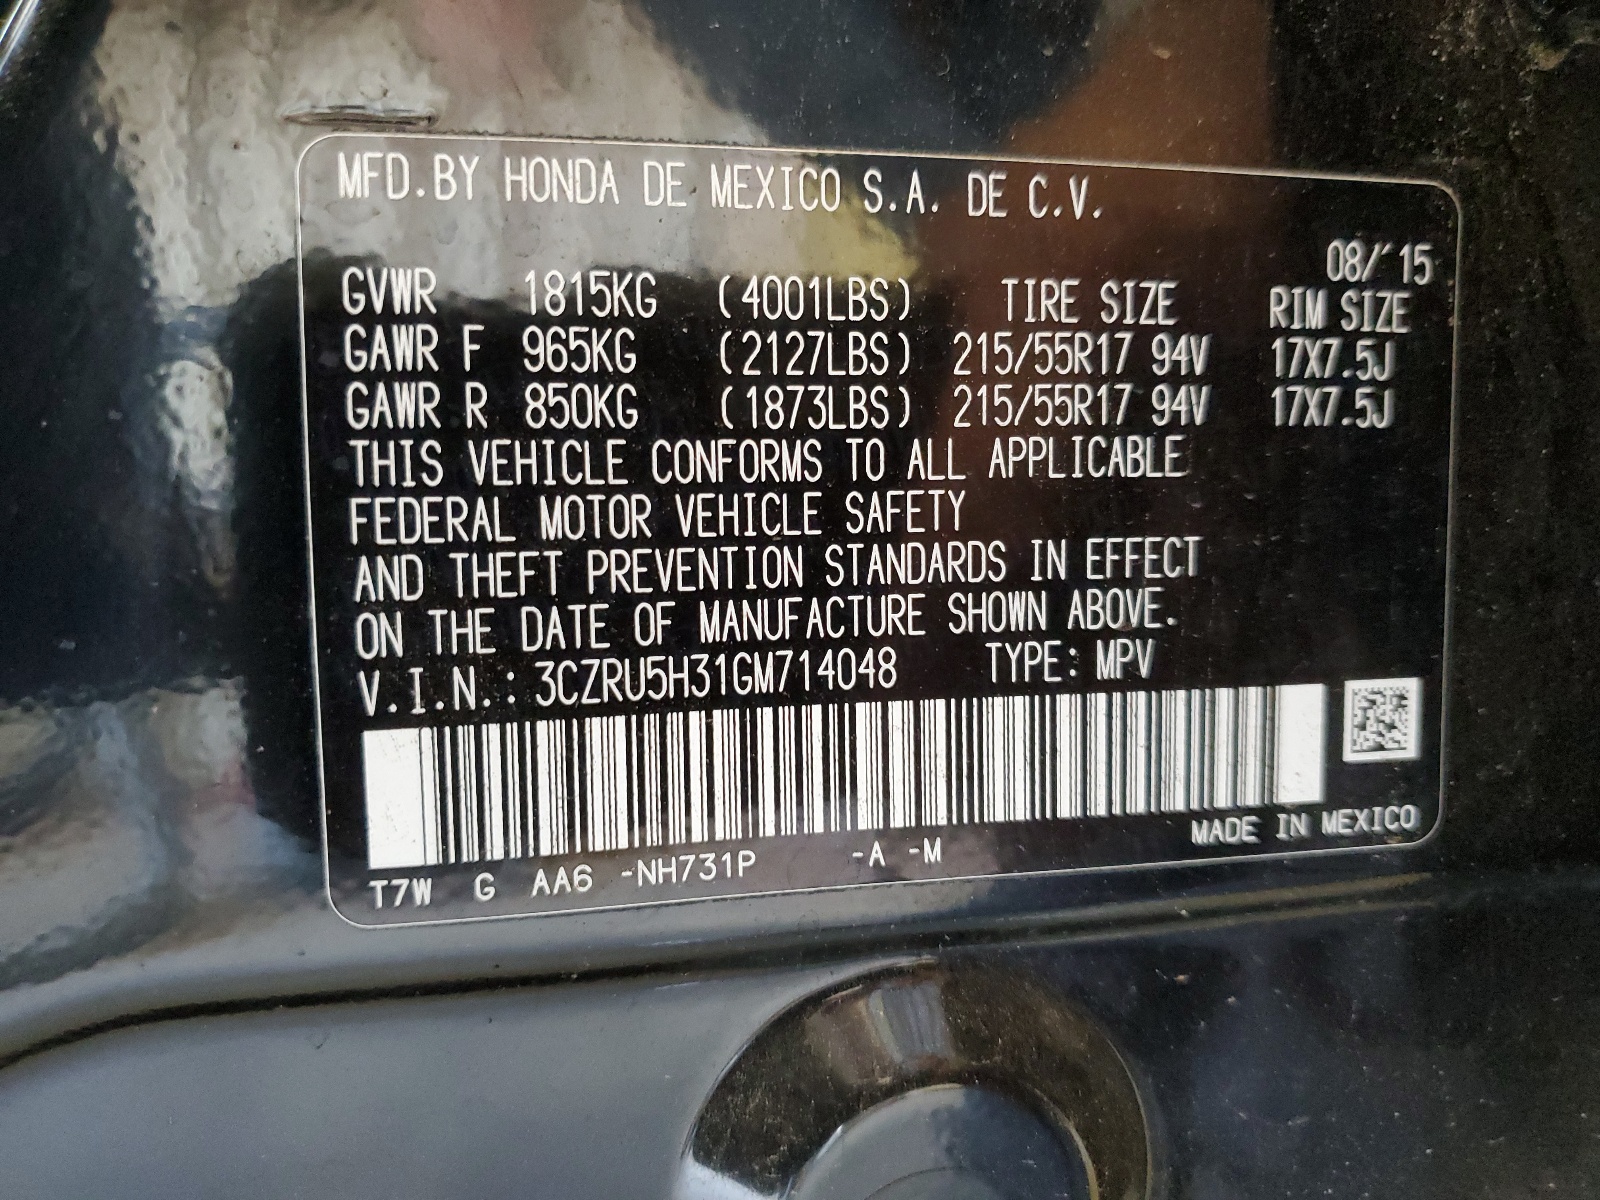 MFD.BY HONDA DE MEXICO S.A. DE C.V.
08/'15
GVWR 1815KG (4001LBS) TIRE SIZE RIM SIZE
GAWR F 965KG (2127LBS) 215/55R17 94V 17X7.5J
GAWR R 850KG (1873LBS) 215/55R17 94V 17X7.5J
THIS VEHICLE CONFORMS TO ALL APPLICABLE
FEDERAL MOTOR VEHICLE SAFETY
AND THEFT PREVENTION STANDARDS IN EFFECT
ON THE DATE OF MANUFACTURE SHOWN ABOVE.
V.I.N.: 3CZRU5H31GM714048 TYPE: MPV
MADE IN MEXICO
T7W G AA6 -NH731P -A -M